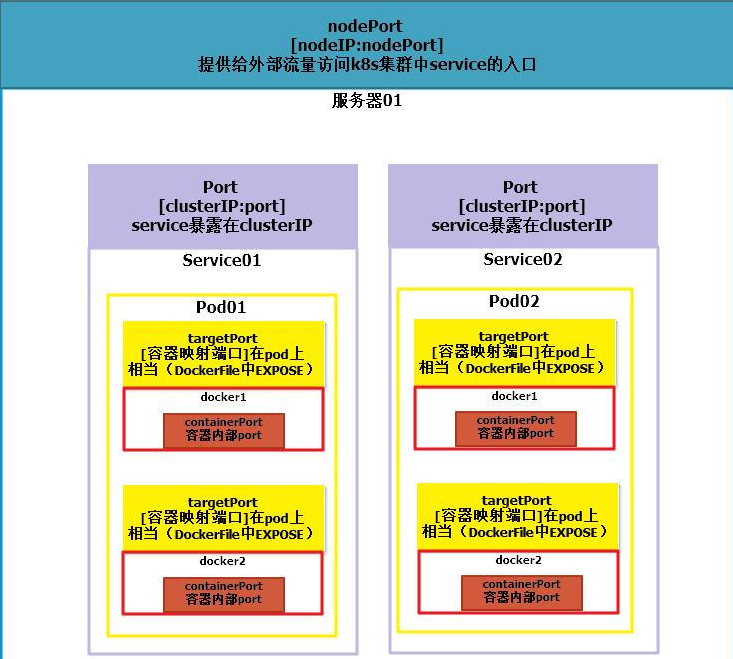 nodePort
[nodeIP:nodePort]
提供给外部流量访问k8s集群中service的入口
服务器01
Port
[clusterIP:port]
service暴露在clusterIP
Service01
Pod01
targetPort
[容器映射端口]在pod上
相当（DockerFile中EXPOSE）
docker1
containerPort
容器内部port
targetPort
[容器映射端口]在pod上
相当（DockerFile中EXPOSE）
docker2
containerPort
容器内部port
Port
[clusterIP:port]
service暴露在clusterIP
Service02
Pod02
targetPort
[容器映射端口]在pod上
相当（DockerFile中EXPOSE）
docker1
containerPort
容器内部port
targetPort
[容器映射端口]在pod上
相当（DockerFile中EXPOSE）
docker2
containerPort
容器内部port